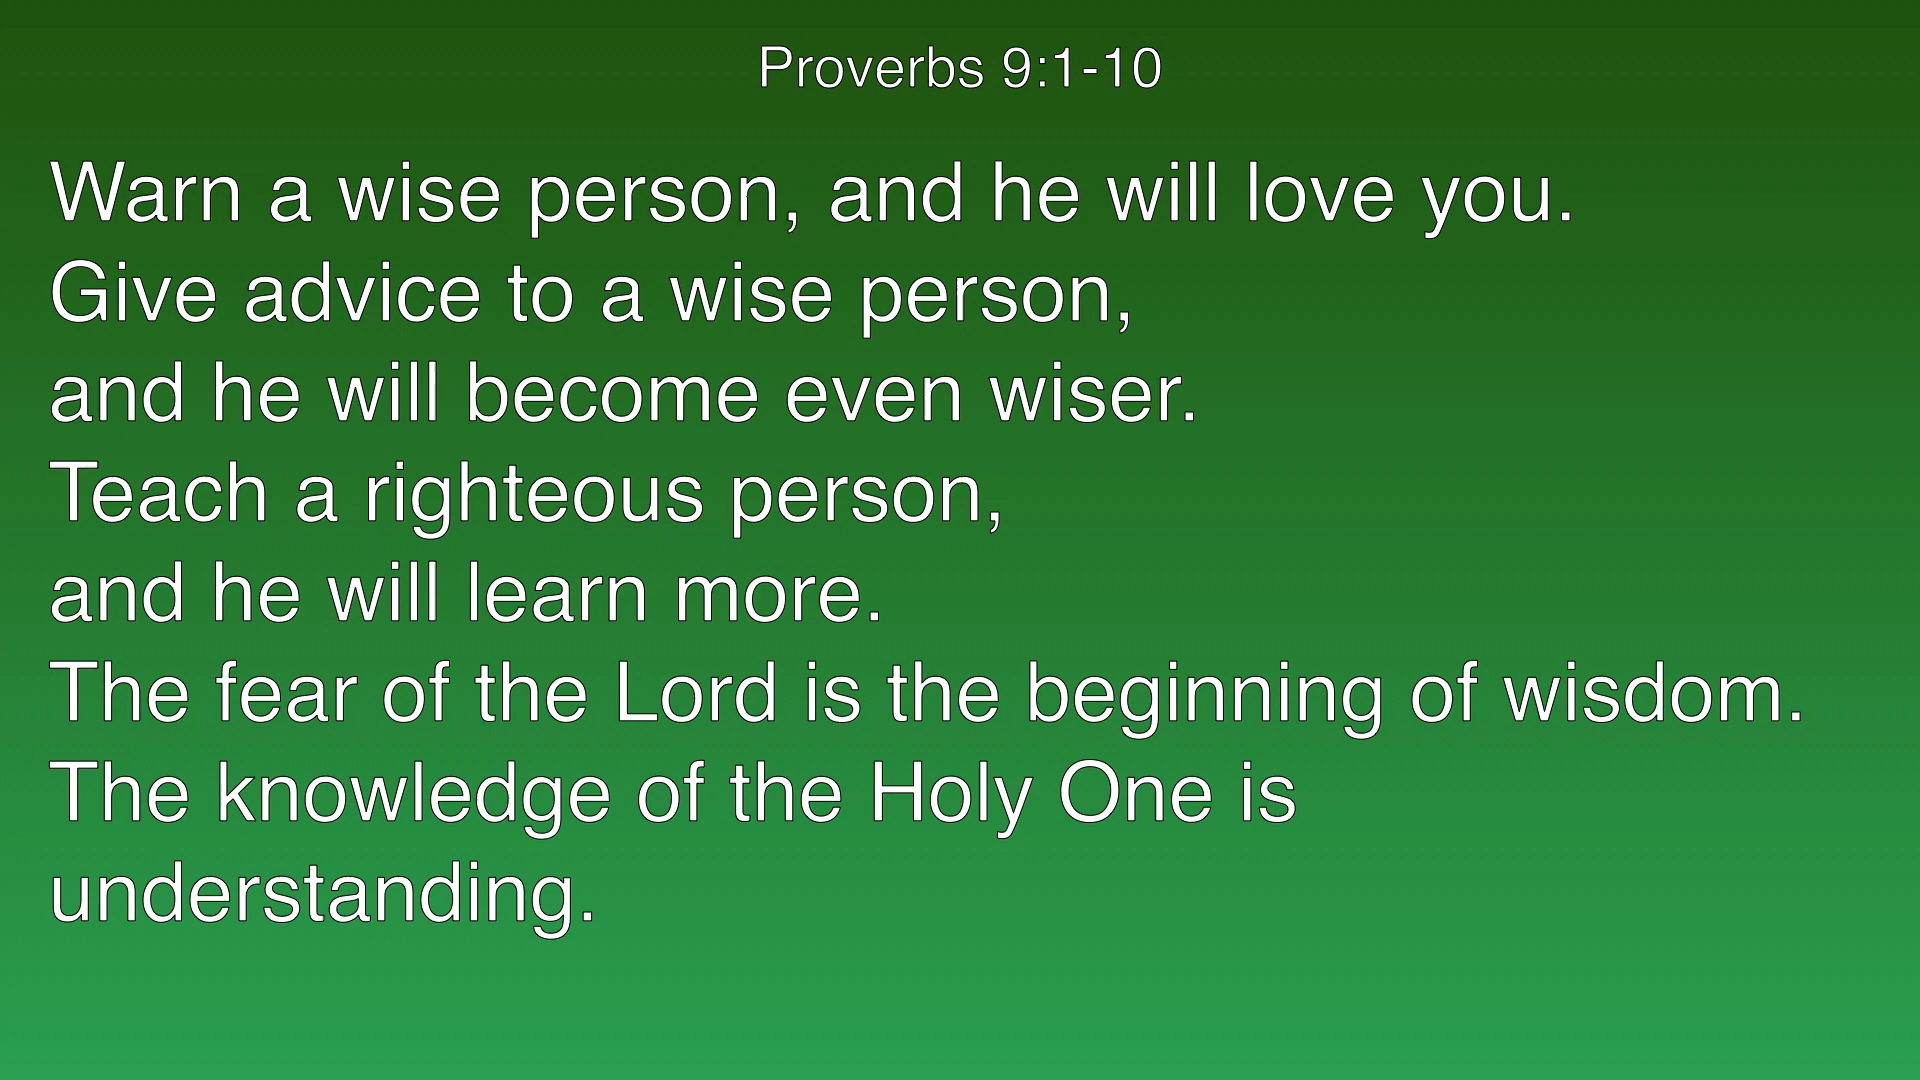 Proverbs 9:1-10
Warn a wise person, and he will love you.
Give advice to a wise person,
and he will become even wiser.
Teach a righteous person,
and he will learn more.
The fear of the Lord is the beginning of wisdom.
The knowledge of the Holy One is
understanding.